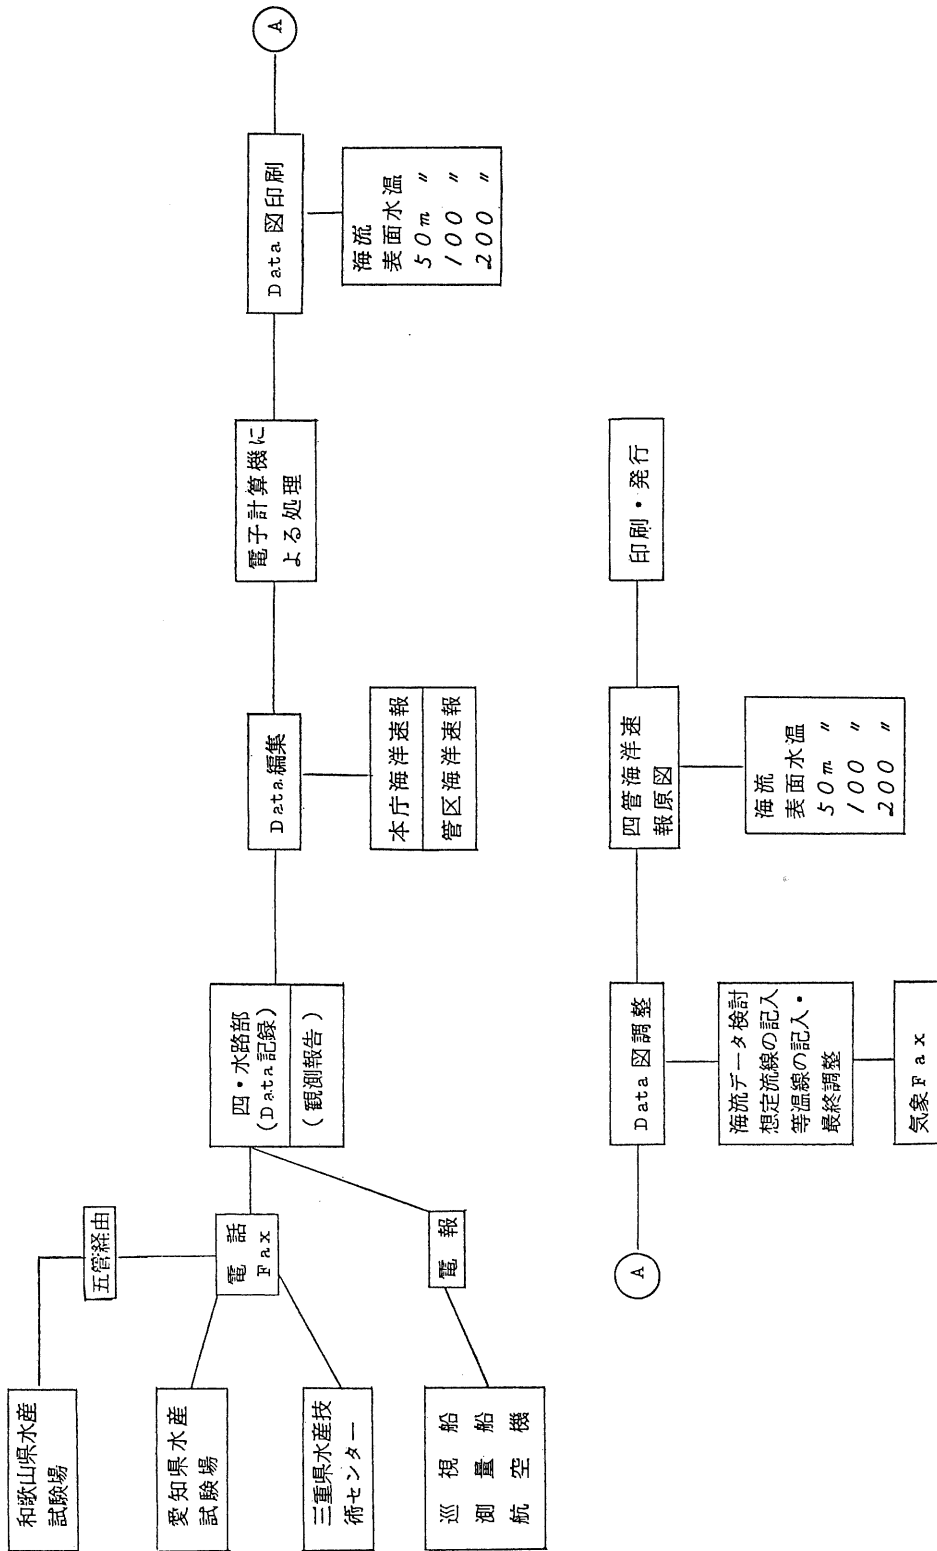 和歌山県水産
試験場
愛知県水産
試験場
三重県水産技
術センター
巡視船
測量船
航空機
五管経由
電話
Fax
電報
四・水路部
(Data記録)
(観測報告)
Data編集
本庁海洋速報
管区海洋速報
電子計算機に
よる処理
Data図印刷
海流
表面水温
50m 〃
100 〃
200 〃
A
A
Data図調整
海流データ検討
想定流線の記入
等温線の記入・
最終調整
気象Fax
四管海洋速
報原図
海流
表面水温
50m 〃
100 〃
200 〃
印刷・発行